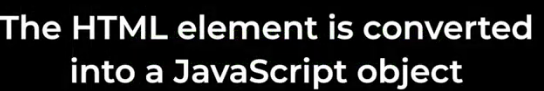 The HTML element is converted
into a JavaScript object